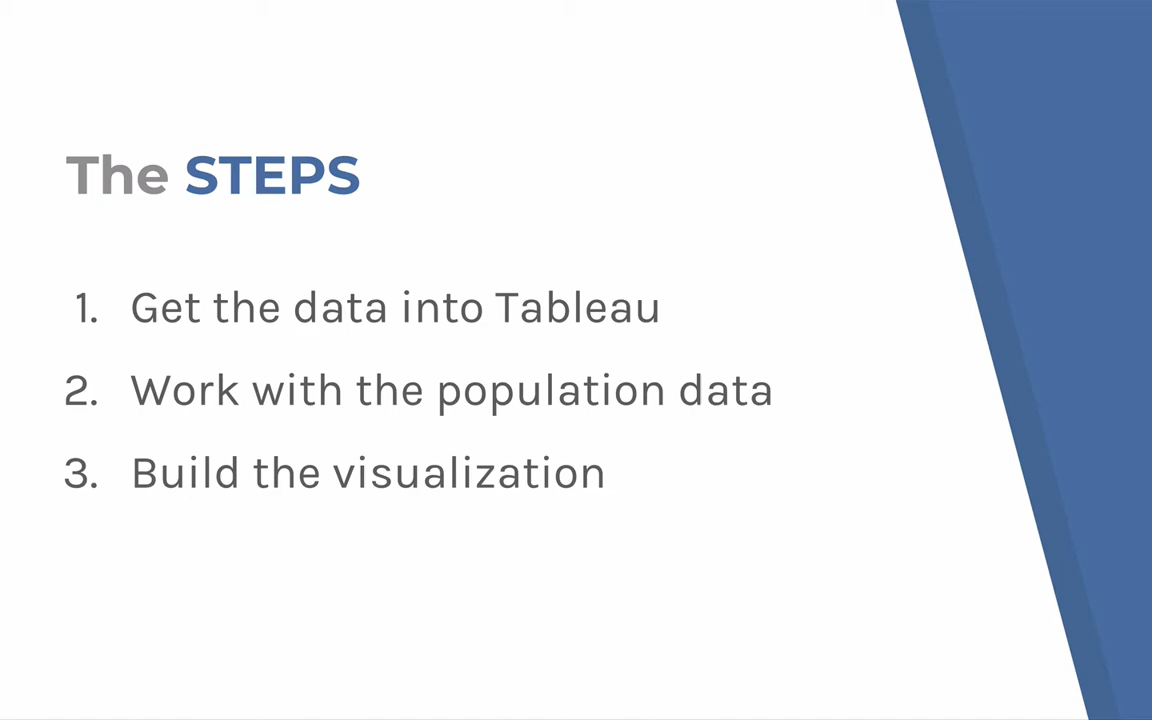 The STEPS
1. Get the data into Tableau
2. Work with the population data
3. Build the visualization